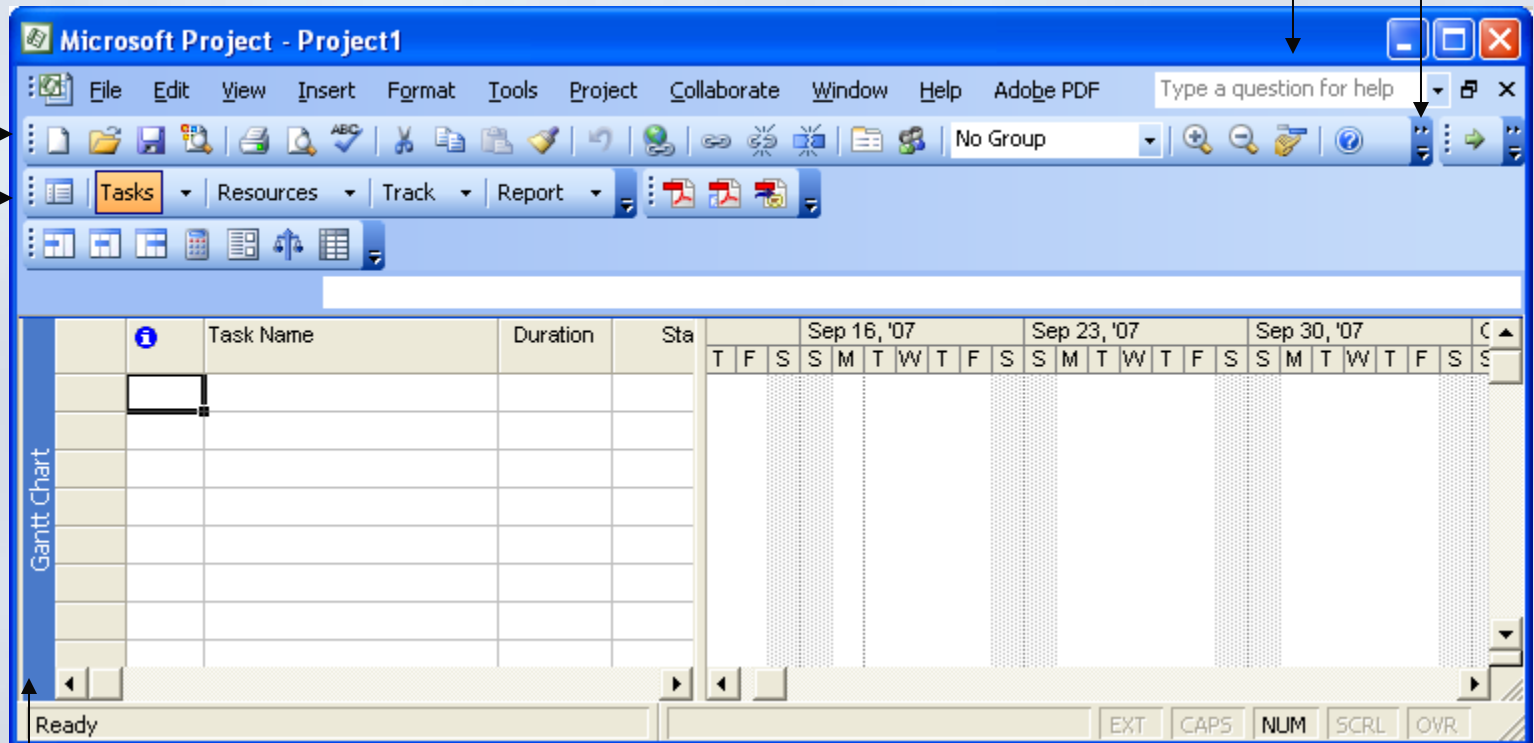 Microsoft Project - Project1
File Edit View Insert Format Tools Project Collaborate Window Help Adobe PDF Type a question for help
ABC No Group
Tasks Resources Track Report
Task Name Duration Sta Sep 16, '07 Sep 23, '07 Sep 30, '07
T F S S M T W T F S S M T W T F S S M T W T F S S
Gantt Chart
Ready EXT CAPS NUM SCRL OVR